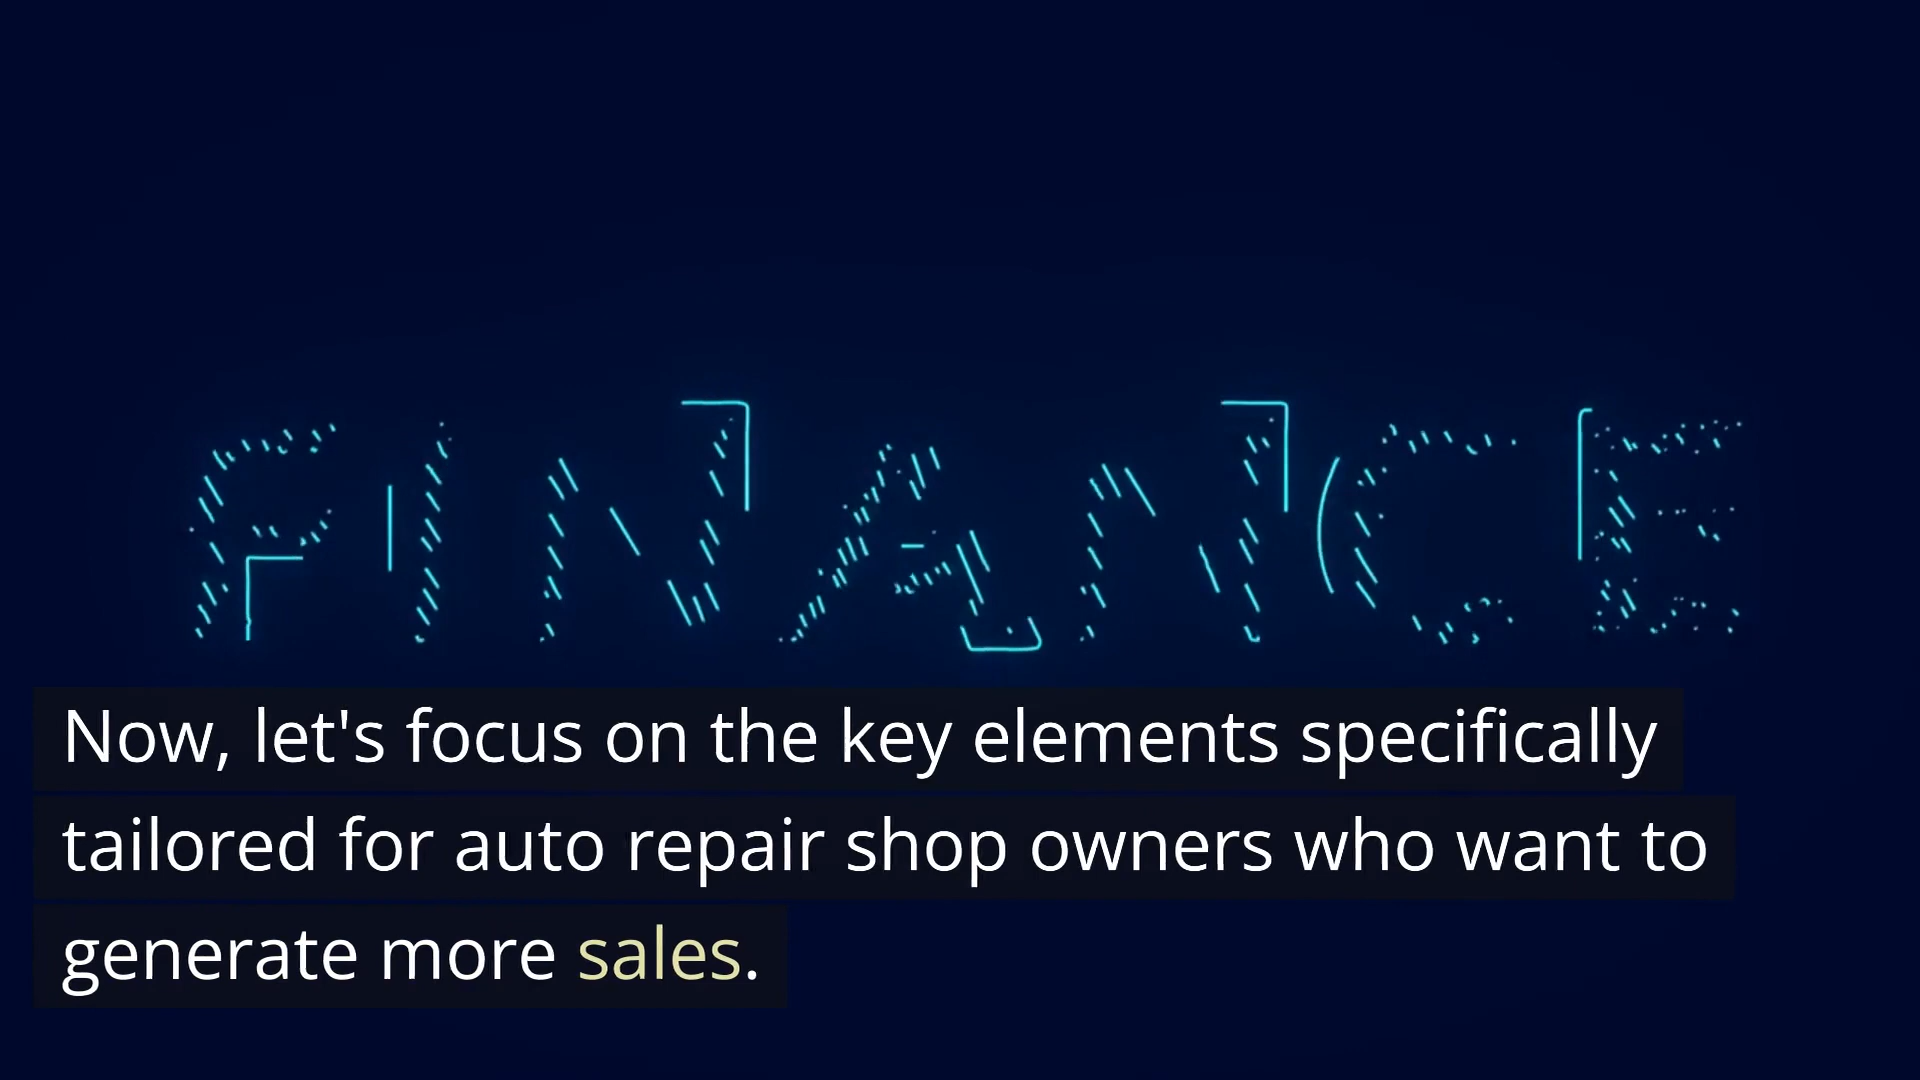 FINANCE
Now, let's focus on the key elements specifically
tailored for auto repair shop owners who want to
generate more sales.